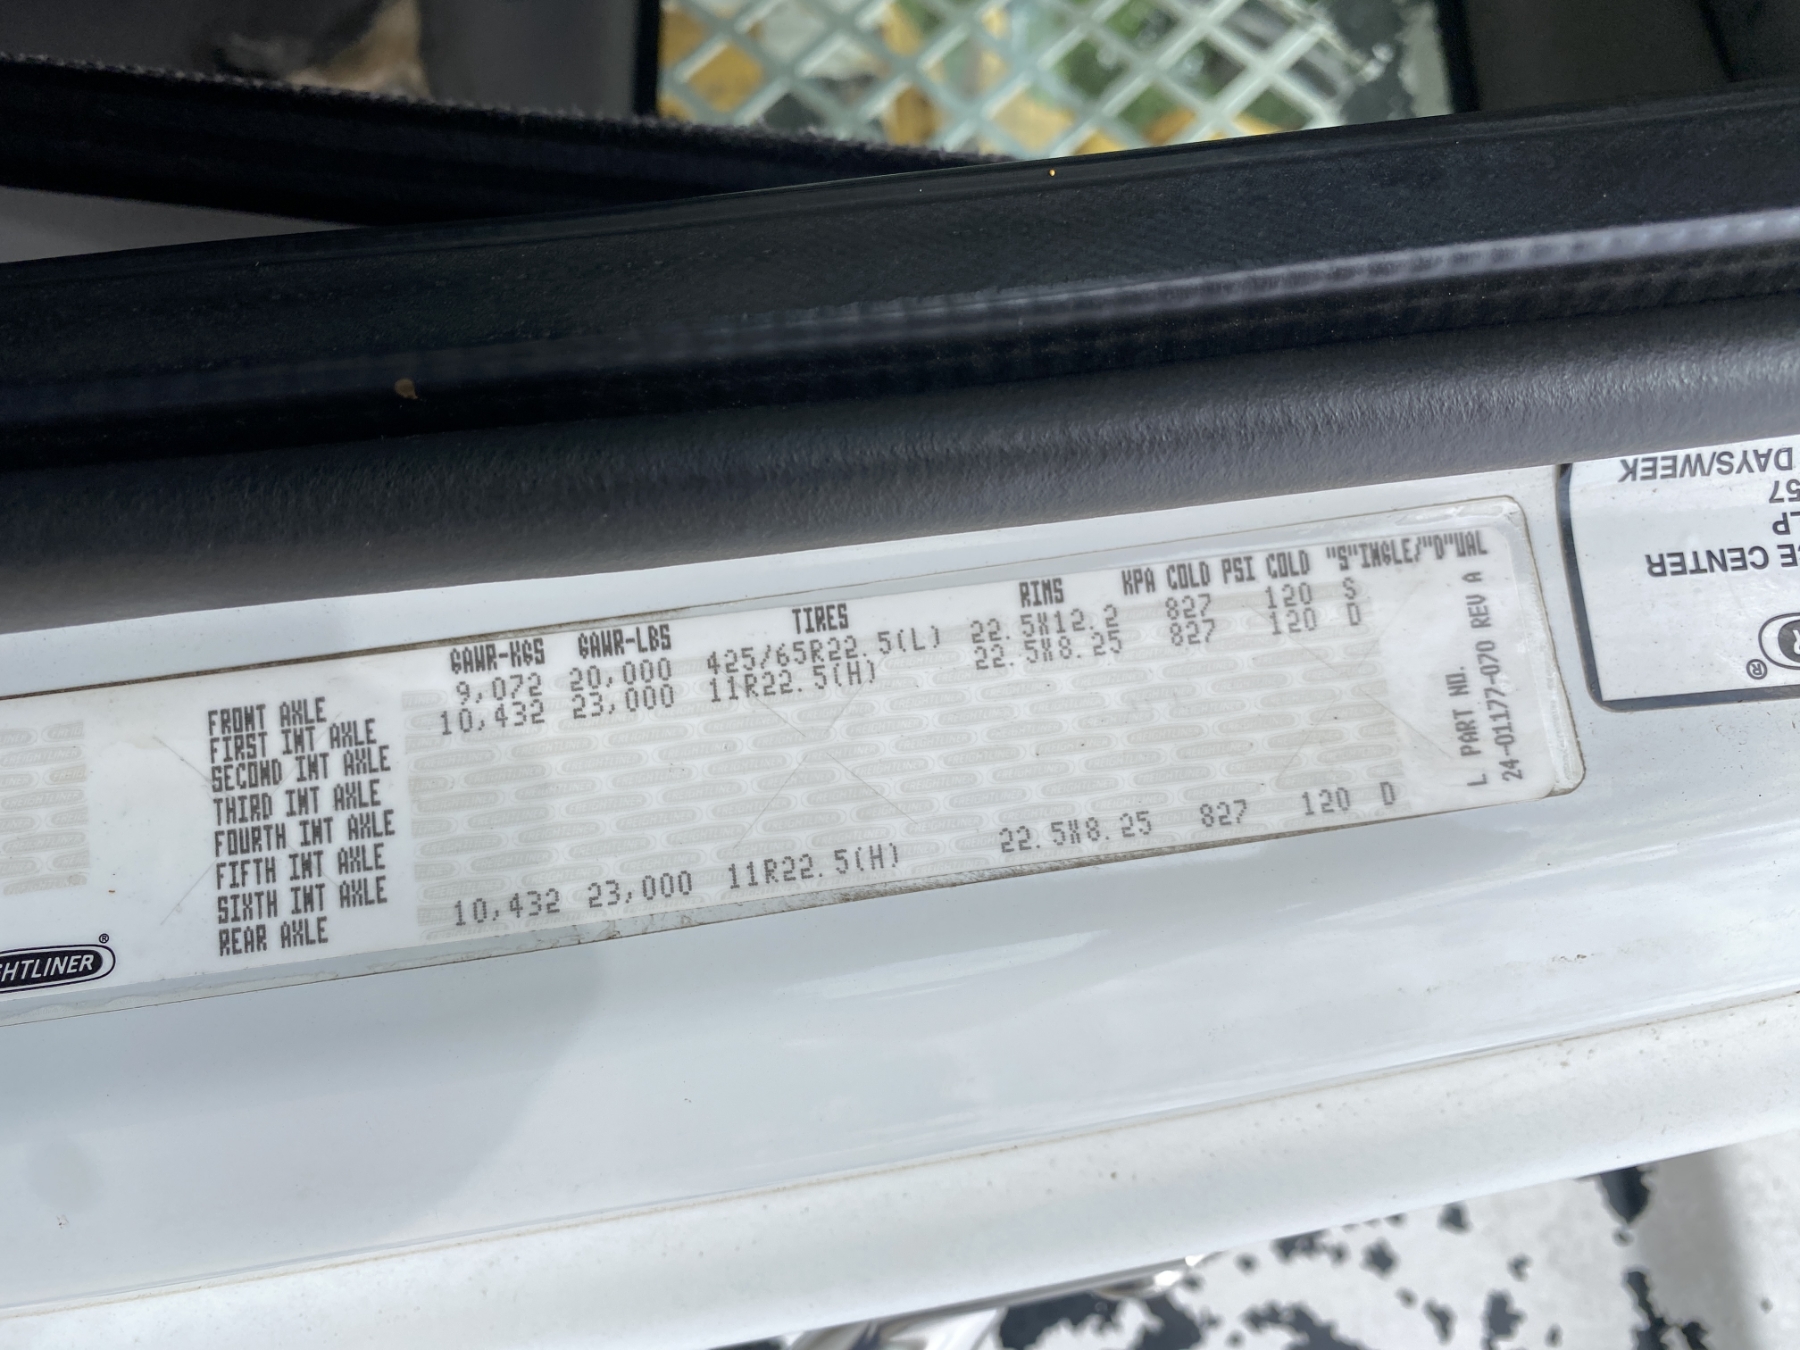 GAWR-KGS GAWR-LBS TIRES RIMS KPA COLD PSI COLD "S"INGLE/"D"UAL
FRONT AXLE 9,072 20,000 425/65R22.5(L) 22.5X12.2 827 120 S
FIRST INT AXLE 10,432 23,000 11R22.5(H) 22.5X8.25 827 120 D
SECOND INT AXLE
THIRD INT AXLE
FOURTH INT AXLE
FIFTH INT AXLE
SIXTH INT AXLE
REAR AXLE 10,432 23,000 11R22.5(H) 22.5X8.25 827 120 D
L PART NO.
24-01177-070 REV A
HTLINER®
R®
E CENTER
LP
57
DAYS/WEEK